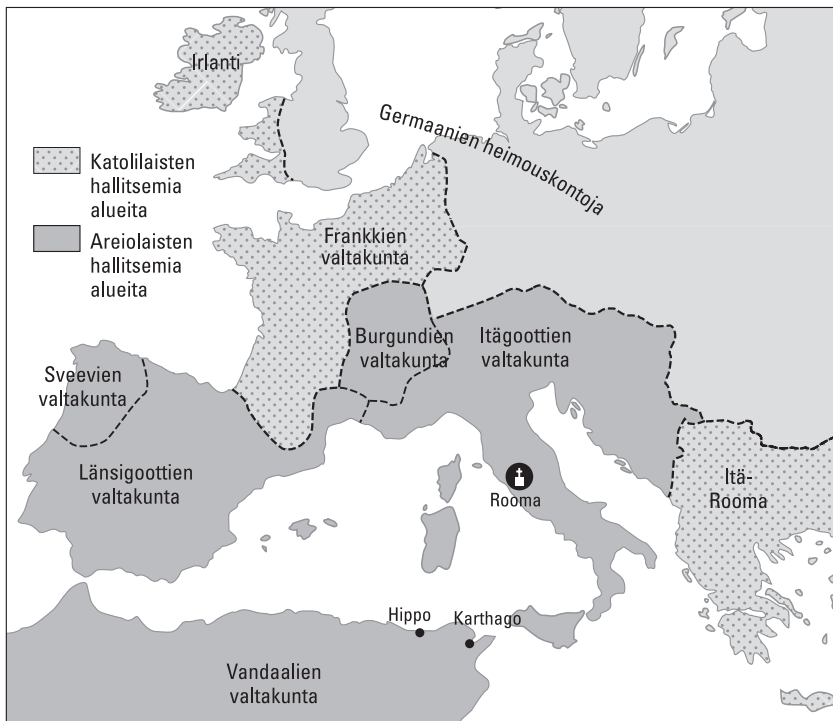 Irlanti
Germaanien heimouskontoja
Katolilaisten
hallitsemia
alueita
Areiolaisten
hallitsemia
alueita
Frankkien
valtakunta
Burgundien
valtakunta
Itägoottien
valtakunta
Sveevien
valtakunta
Länsigoottien
valtakunta
Rooma
Itä-
Rooma
Hippo
Karthago
Vandaalien
valtakunta